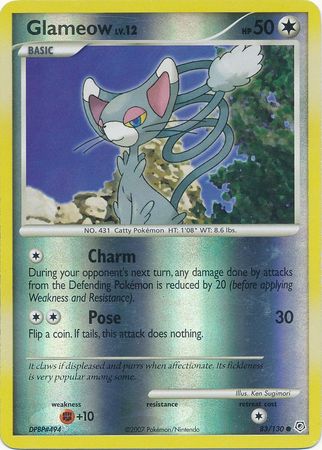 Glameow LV.12 HP 50
BASIC
NO. 431 Catty Pokémon HT: 1'08" WT: 8.6 lbs.
Charm
During your opponent's next turn, any damage done by attacks
from the Defending Pokémon is reduced by 20 (before applying
Weakness and Resistance).
Pose 30
Flip a coin. If tails, this attack does nothing.
It claws if displeased and purrs when affectionate. Its fickleness
is very popular among some.
Illus. Ken Sugimori
weakness resistance retreat cost
+10
DPBP#494 ©2007 Pokémon/Nintendo 83/130